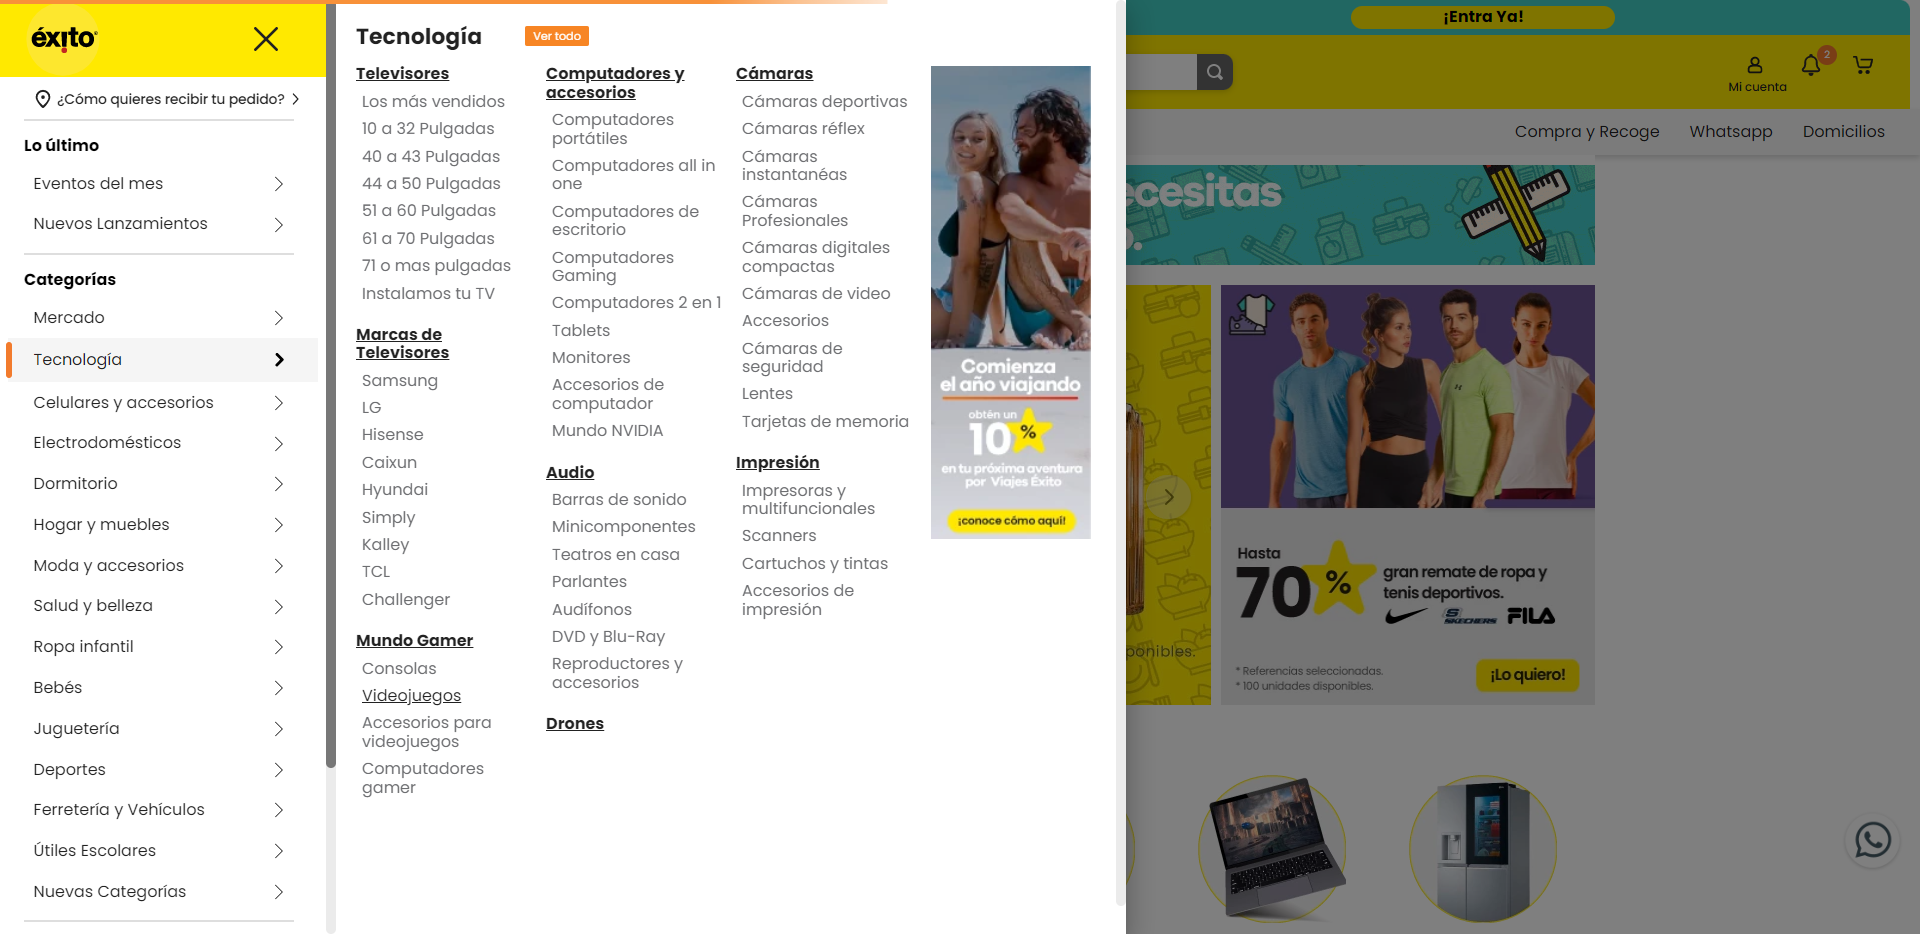 éxito
¿Cómo quieres recibir tu pedido?
Lo último
Eventos del mes
Nuevos Lanzamientos
Categorías
Mercado
Tecnología
Celulares y accesorios
Electrodomésticos
Dormitorio
Hogar y muebles
Moda y accesorios
Salud y belleza
Ropa infantil
Bebés
Juguetería
Deportes
Ferretería y Vehículos
Útiles Escolares
Nuevas Categorías
Tecnología
Ver todo
Televisores
Los más vendidos
10 a 32 Pulgadas
40 a 43 Pulgadas
44 a 50 Pulgadas
51 a 60 Pulgadas
61 a 70 Pulgadas
71 o mas pulgadas
Instalamos tu TV
Marcas de
Televisores
Samsung
LG
Hisense
Caixun
Hyundai
Simply
Kalley
TCL
Challenger
Mundo Gamer
Consolas
Videojuegos
Accesorios para
videojuegos
Computadores
gamer
Computadores y
accesorios
Computadores
portátiles
Computadores all in
one
Computadores de
escritorio
Computadores
Gaming
Computadores 2 en 1
Tablets
Monitores
Accesorios de
computador
Mundo NVIDIA
Audio
Barras de sonido
Minicomponentes
Teatros en casa
Parlantes
Audífonos
DVD y Blu-Ray
Reproductores y
accesorios
Drones
Cámaras
Cámaras deportivas
Cámaras réflex
Cámaras
instantanéas
Cámaras
Profesionales
Cámaras digitales
compactas
Cámaras de video
Accesorios
Cámaras de
seguridad
Lentes
Tarjetas de memoria
Impresión
Impresoras y
multifuncionales
Scanners
Cartuchos y tintas
Accesorios de
impresión
Comienza
el año viajando
obtén un
10%
en tu próxima aventura
por Viajes Éxito
¡conoce cómo aquí!
¡Entra Ya!
Mi cuenta
2
Compra y Recoge
Whatsapp
Domicilios
ecesitas
ponibles.
Hasta
70%
gran remate de ropa y
tenis deportivos.
SKECHERS
FILA
* Referencias seleccionadas.
* 100 unidades disponibles.
¡Lo quiero!